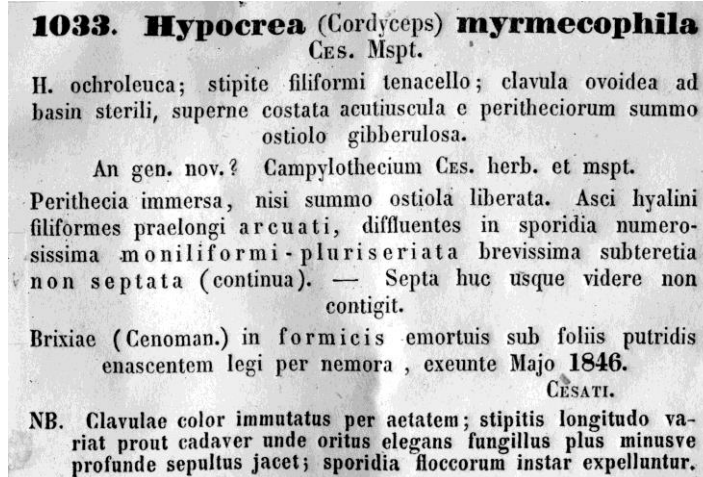 1033. Hypocrea (Cordyceps) myrmecophila
Ces. Mspt.
H. ochroleuca; stipite filiformi tenacello; clavula ovoidea ad
basin sterili, superne costata acutiuscula e peritheciorum summo
ostiolo gibberulosa.
An gen. nov.? Campylothecium Ces. herb. et mspt.
Perithecia immersa, nisi summo ostiola liberata. Asci hyalini
filiformes praelongi arcuati, diffluentes in sporidia numero-
sissima moniliformi-pluriseriata brevissima subteretia
non septata (continua). — Septa huc usque videre non
contigit.
Brixiae (Cenoman.) in formicis emortuis sub foliis putridis
enascentem legi per nemora, exeunte Majo 1846.
Cesati.
NB. Clavulae color immutatus per aetatem; stipitis longitudo va-
riat prout cadaver unde oritus elegans fungillus plus minusve
profunde sepultus jacet; sporidia floccorum instar expelluntur.